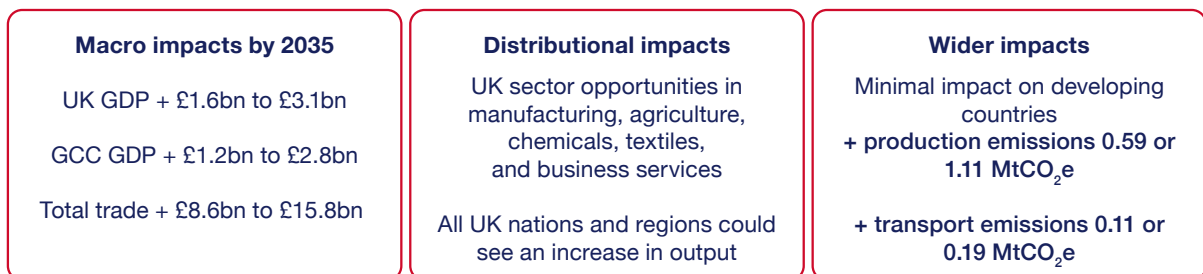 Macro impacts by 2035
UK GDP + £1.6bn to £3.1bn
GCC GDP + £1.2bn to £2.8bn
Total trade + £8.6bn to £15.8bn
Distributional impacts
UK sector opportunities in
manufacturing, agriculture,
chemicals, textiles,
and business services
All UK nations and regions could
see an increase in output
Wider impacts
Minimal impact on developing
countries
+ production emissions 0.59 or
1.11 MtCO₂e
+ transport emissions 0.11 or
0.19 MtCO₂e